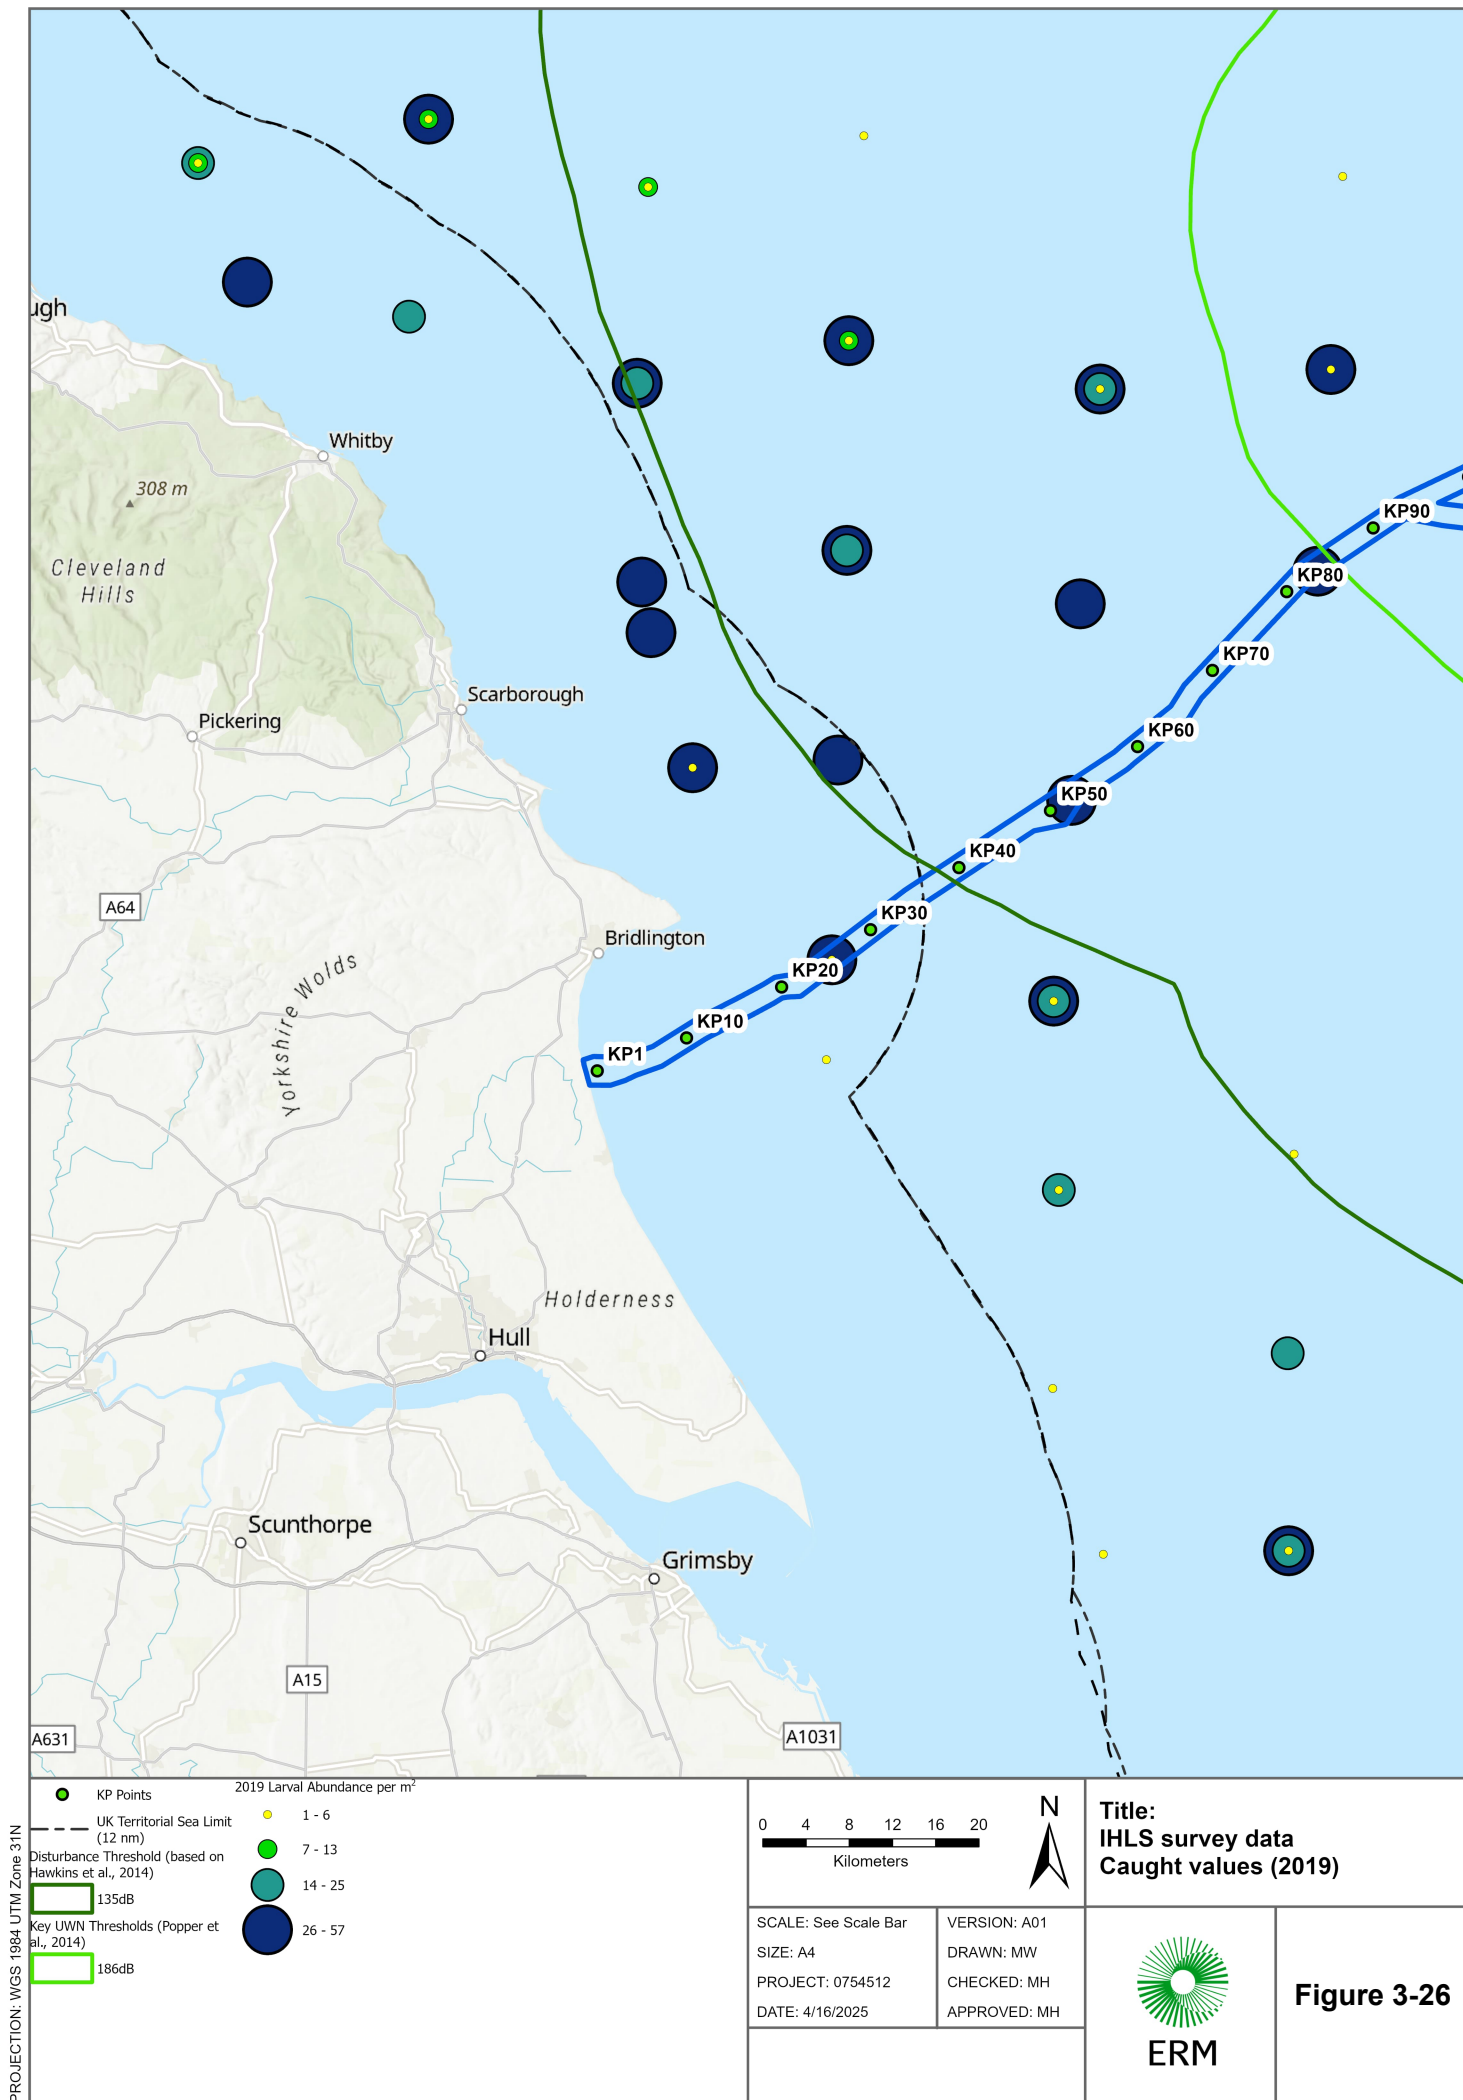 ugh
Whitby
308 m
Cleveland
Hills
KP90
KP80
KP70
Scarborough
Pickering
KP60
KP50
KP40
A64
KP30
Bridlington
Yorkshire Wolds
KP20
KP10
KP1
Holderness
Hull
Scunthorpe
Grimsby
A15
A631
A1031
PROJECTION: WGS 1984 UTM Zone 31N
KP Points
UK Territorial Sea Limit
(12 nm)
Disturbance Threshold (based on
Hawkins et al., 2014)
135dB
Key UWN Thresholds (Popper et
al., 2014)
186dB
2019 Larval Abundance per m²
1 - 6
7 - 13
14 - 25
26 - 57
0 4 8 12 16 20
Kilometers
N
Title:
IHLS survey data
Caught values (2019)
SCALE: See Scale Bar
SIZE: A4
PROJECT: 0754512
DATE: 4/16/2025
VERSION: A01
DRAWN: MW
CHECKED: MH
APPROVED: MH
ERM
Figure 3-26